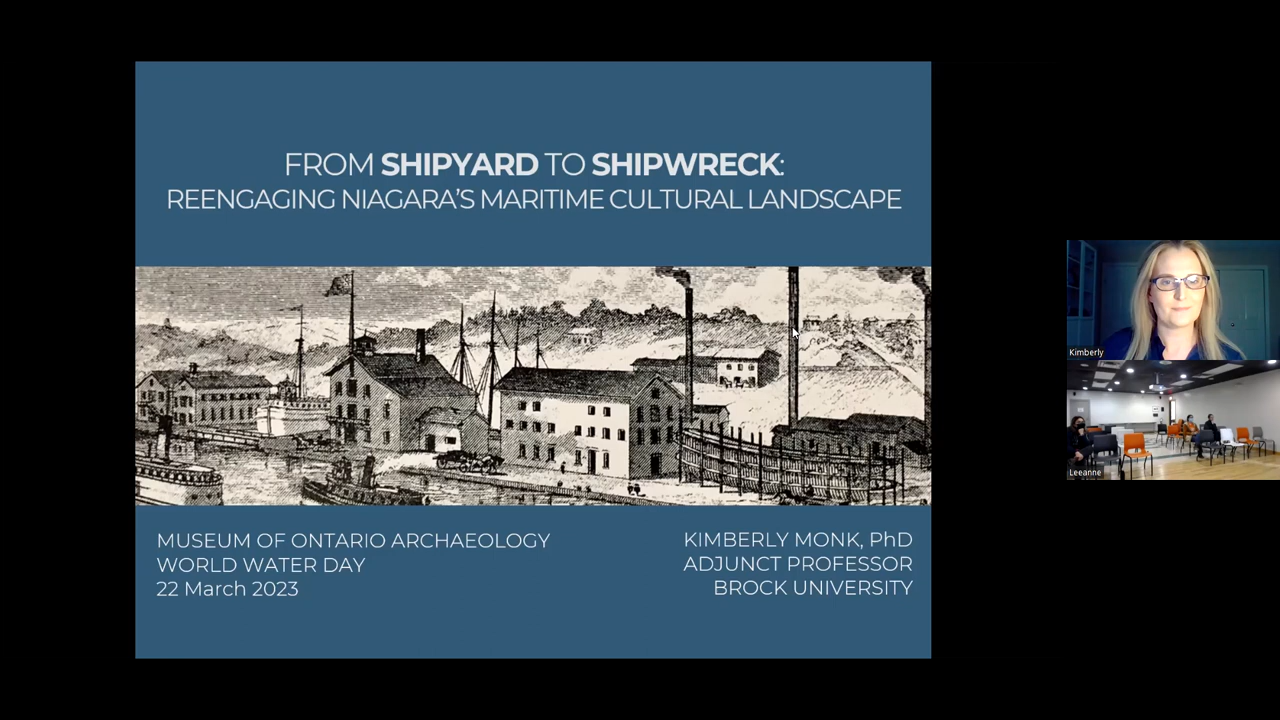 FROM SHIPYARD TO SHIPWRECK:
REENGAGING NIAGARA'S MARITIME CULTURAL LANDSCAPE
MUSEUM OF ONTARIO ARCHAEOLOGY
WORLD WATER DAY
22 March 2023
KIMBERLY MONK, PhD
ADJUNCT PROFESSOR
BROCK UNIVERSITY
Kimberly
Leeanne